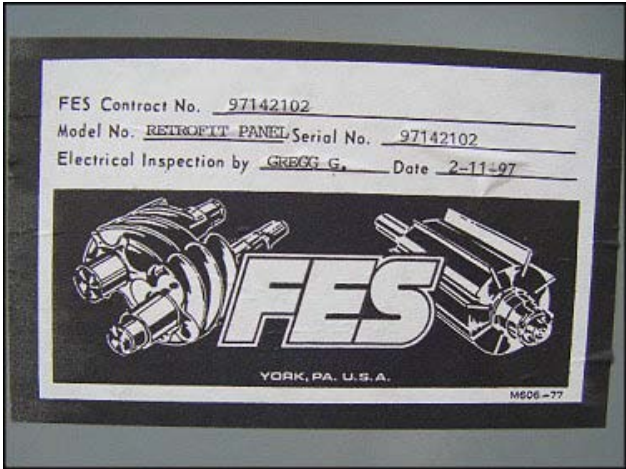 FES Contract No. 97142102
Model No. RETROFIT PANEL Serial No. 97142102
Electrical Inspection by GREGG G. Date 2-11-97
FES
YORK, PA. U.S.A.
M606-77